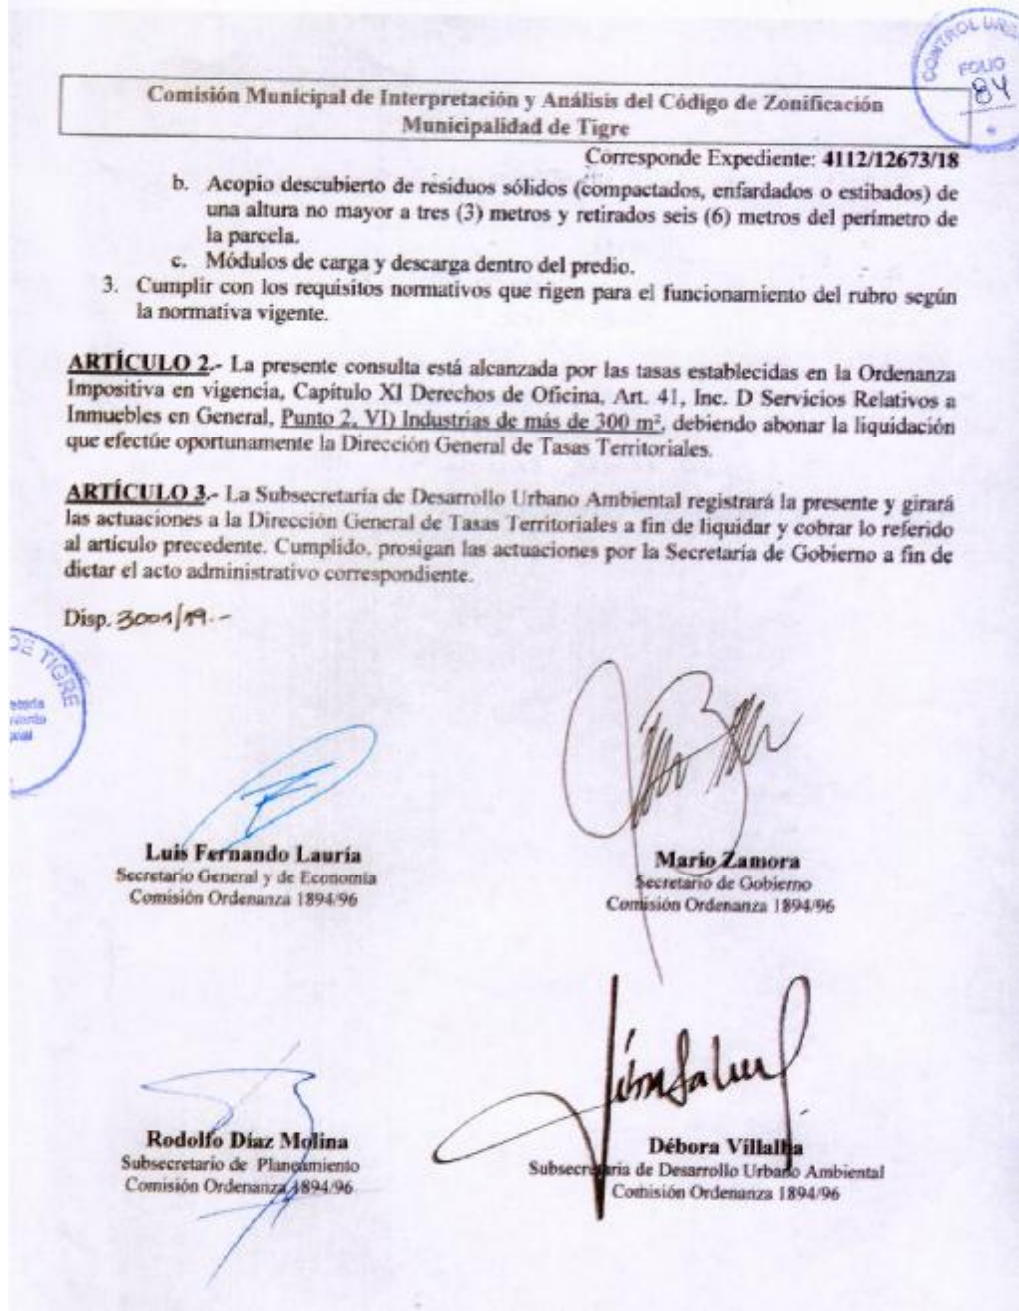 CONTROL URB
FOLIO
84
Comisión Municipal de Interpretación y Análisis del Código de Zonificación
Municipalidad de Tigre
Corresponde Expediente: 4112/12673/18
b. Acopio descubierto de residuos sólidos (compactados, enfardados o estibados) de
una altura no mayor a tres (3) metros y retirados seis (6) metros del perímetro de
la parcela.
c. Módulos de carga y descarga dentro del predio.
3. Cumplir con los requisitos normativos que rigen para el funcionamiento del rubro según
la normativa vigente.
ARTÍCULO 2.- La presente consulta está alcanzada por las tasas establecidas en la Ordenanza
Impositiva en vigencia, Capítulo XI Derechos de Oficina, Art. 41, Inc. D Servicios Relativos a
Inmuebles en General, Punto 2, VI) Industrias de más de 300 m², debiendo abonar la liquidación
que efectúe oportunamente la Dirección General de Tasas Territoriales.
ARTÍCULO 3.- La Subsecretaría de Desarrollo Urbano Ambiental registrará la presente y girará
las actuaciones a la Dirección General de Tasas Territoriales a fin de liquidar y cobrar lo referido
al artículo precedente. Cumplido, prosigan las actuaciones por la Secretaría de Gobierno a fin de
dictar el acto administrativo correspondiente.
Disp. 3001/19.-
DE TIGRE
Luis Fernando Lauría
Secretario General y de Economía
Comisión Ordenanza 1894/96
Mario Zamora
Secretario de Gobierno
Comisión Ordenanza 1894/96
Rodolfo Díaz Molina
Subsecretario de Planeamiento
Comisión Ordenanza 1894/96
Débora Villalba
Subsecretaria de Desarrollo Urbano Ambiental
Comisión Ordenanza 1894/96